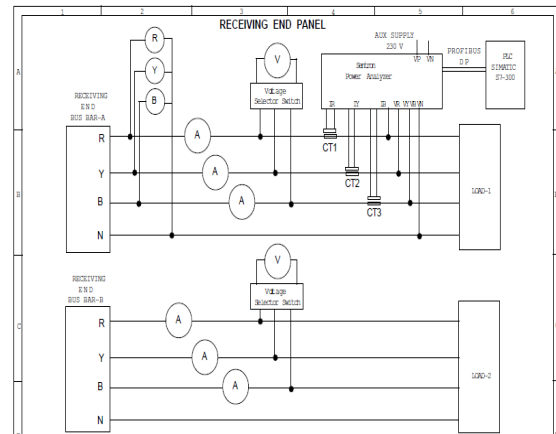 1 2 3 4 5 6
RECEIVING END PANEL
AUX SUPPLY
230 V
VP VN
PROFIBUS
DP
PLC
SIMATIC
S7-300
R
Y
B
V
Voltage
Selector Switch
Sentron
Power Analyzer
IR IY IB VR VY VB VN
A
RECEIVING
END
BUS BAR-A
R
Y
B
N
A
A
A
CT1
CT2
CT3
LOAD-1
B
RECEIVING
END
BUS BAR-B
R
Y
B
N
V
Voltage
Selector Switch
A
A
A
LOAD-2
C